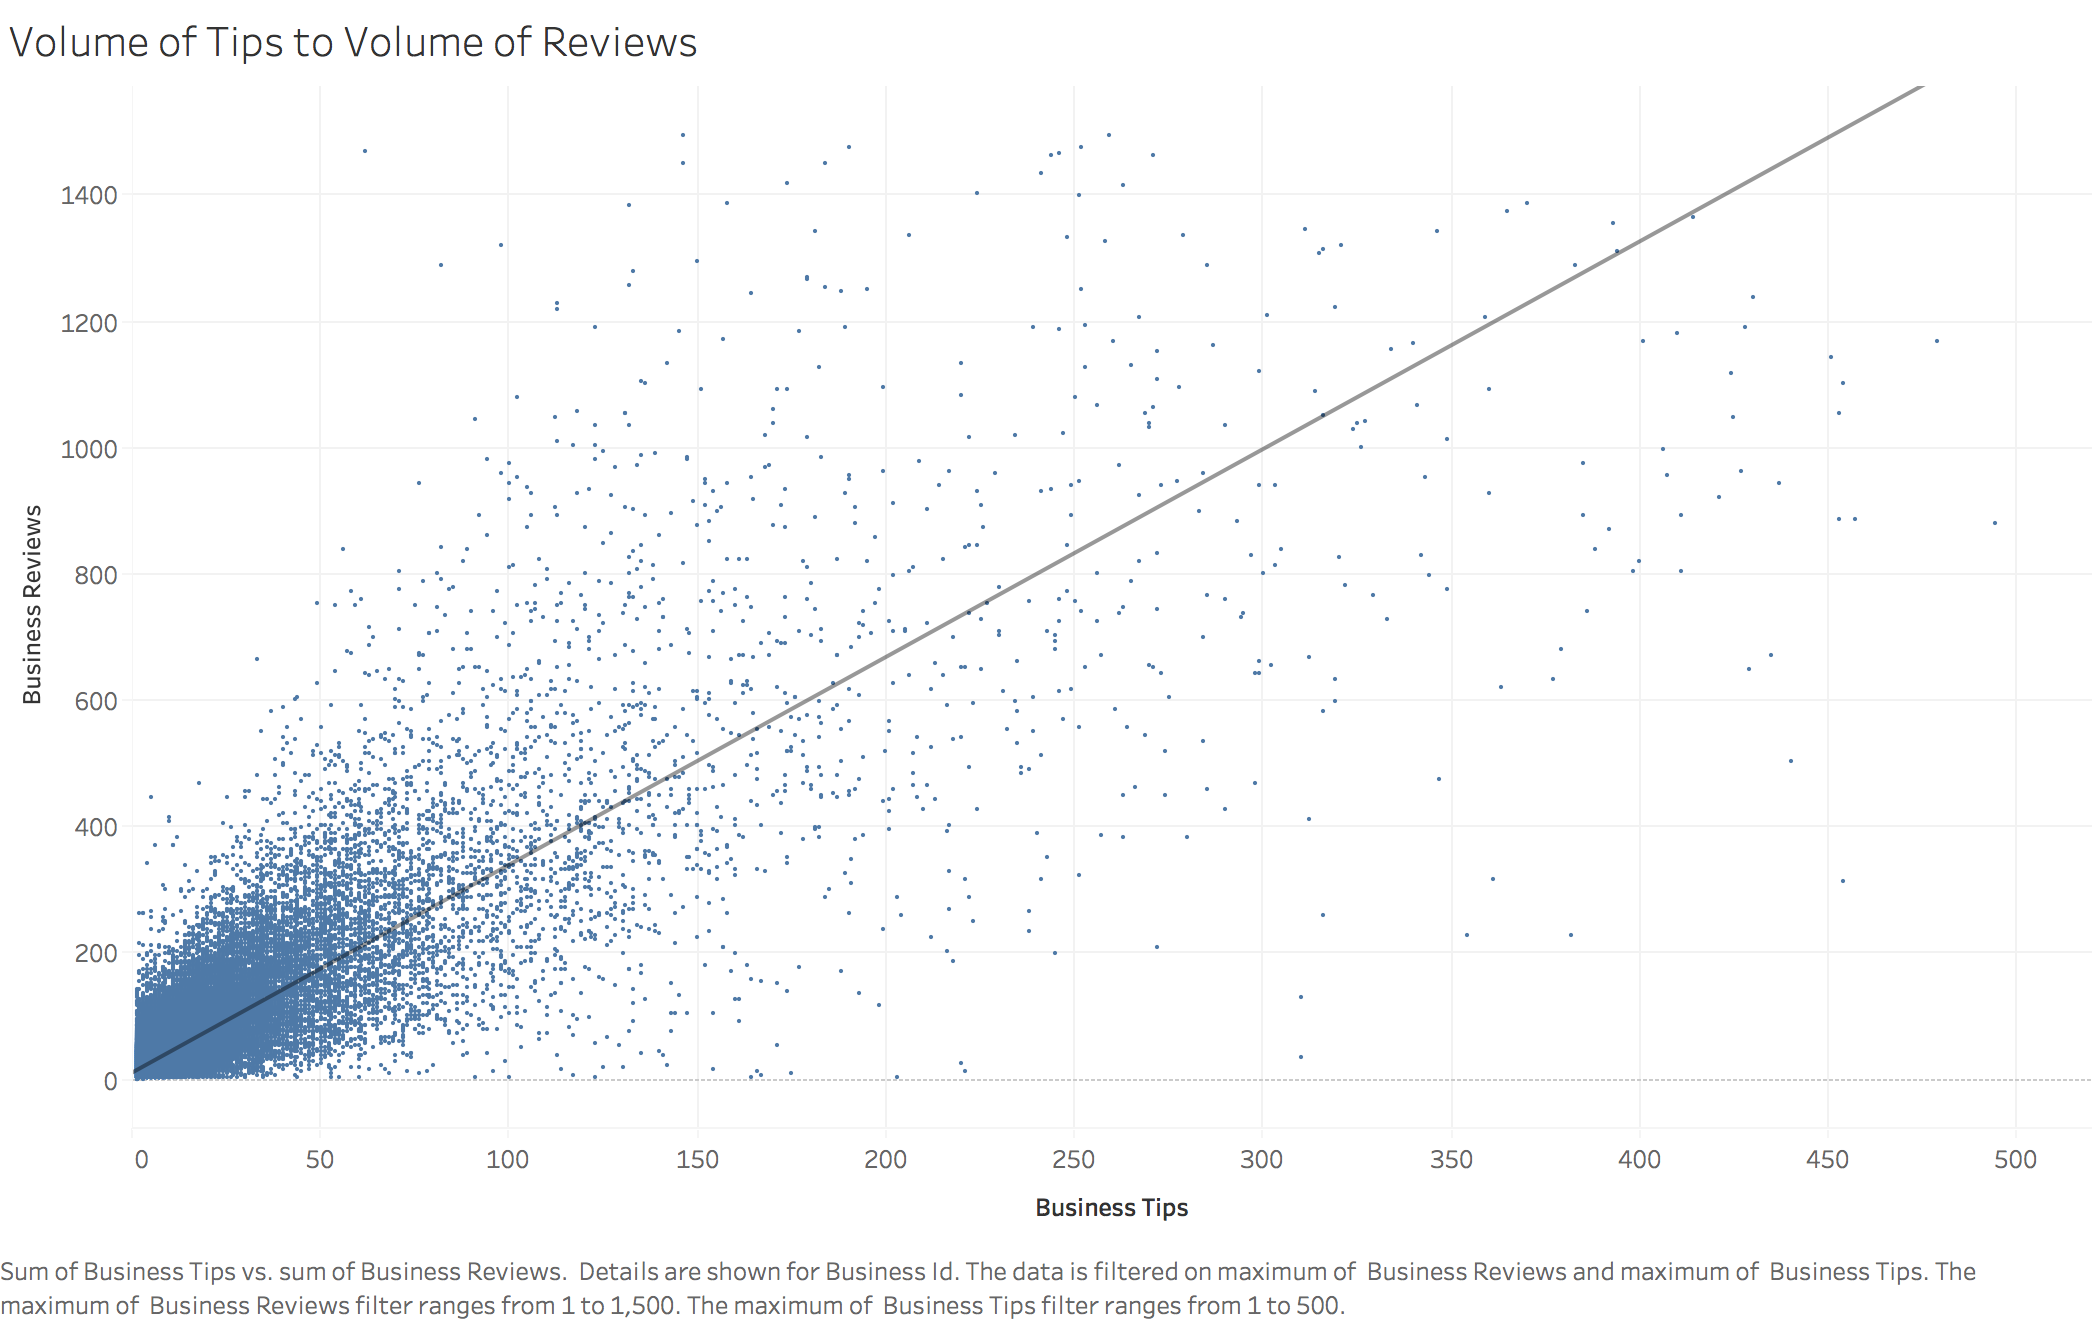 Volume of Tips to Volume of Reviews
1400
1200
1000
800
600
400
200
0
Business Reviews
0 50 100 150 200 250 300 350 400 450 500
Business Tips
Sum of Business Tips vs. sum of Business Reviews. Details are shown for Business Id. The data is filtered on maximum of Business Reviews and maximum of Business Tips. The
maximum of Business Reviews filter ranges from 1 to 1,500. The maximum of Business Tips filter ranges from 1 to 500.